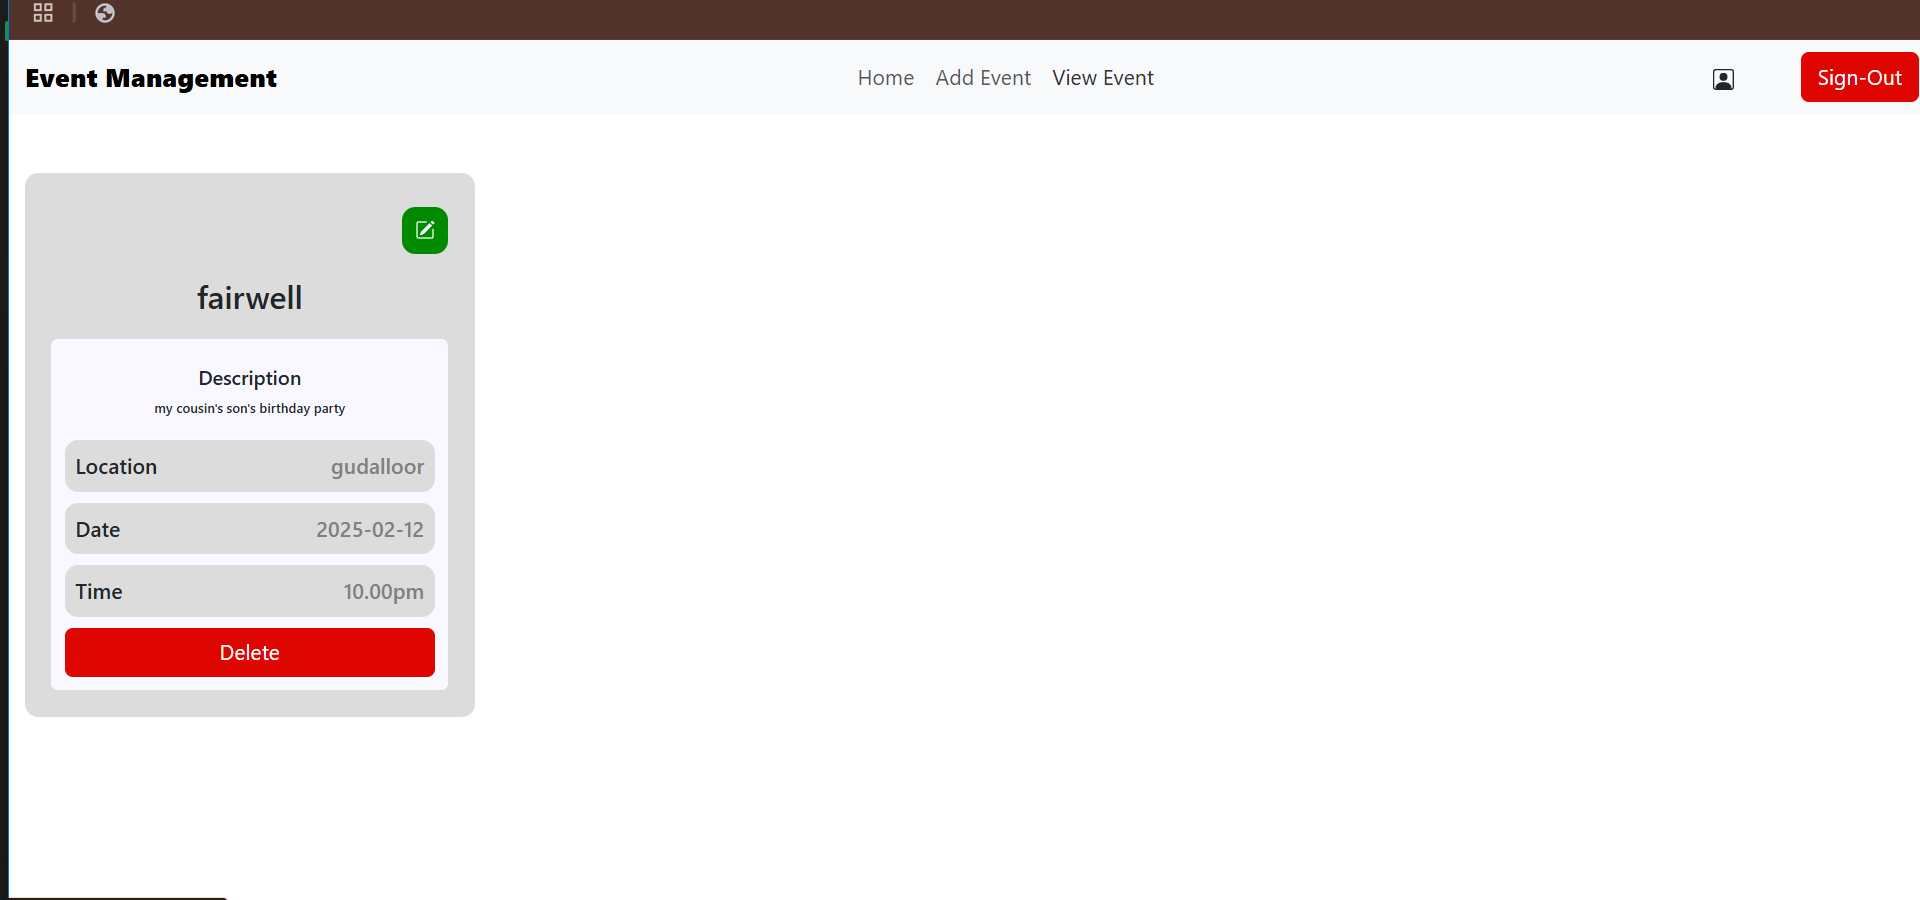 Event Management
Home Add Event View Event
Sign-Out
fairwell
Description
my cousin's son's birthday party
Location gudalloor
Date 2025-02-12
Time 10.00pm
Delete